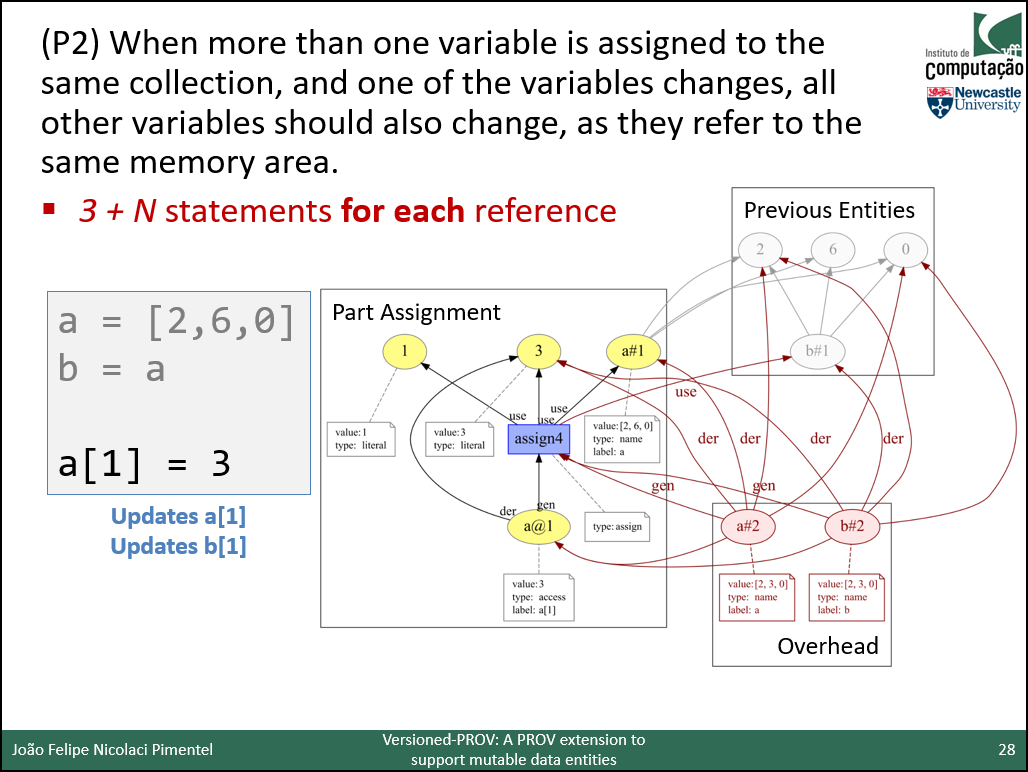 (P2) When more than one variable is assigned to the
same collection, and one of the variables changes, all
other variables should also change, as they refer to the
same memory area.
▪ 3 + N statements for each reference
Instituto de
uff
computação
Newcastle
University
a = [2,6,0]
b = a
a[1] = 3
Updates a[1]
Updates b[1]
Part Assignment
1
3
a#1
value:1
type: literal
value:3
type: literal
value:[2, 6, 0]
type: name
label: a
use
use
use
assign4
der
gen
a@1
type:assign
value:3
type: access
label: a[1]
Previous Entities
2
6
0
b#1
use
der
der
der
der
gen
gen
a#2
b#2
value:[2, 3, 0]
type: name
label: a
value:[2, 3, 0]
type: name
label: b
Overhead
João Felipe Nicolaci Pimentel
Versioned-PROV: A PROV extension to
support mutable data entities
28